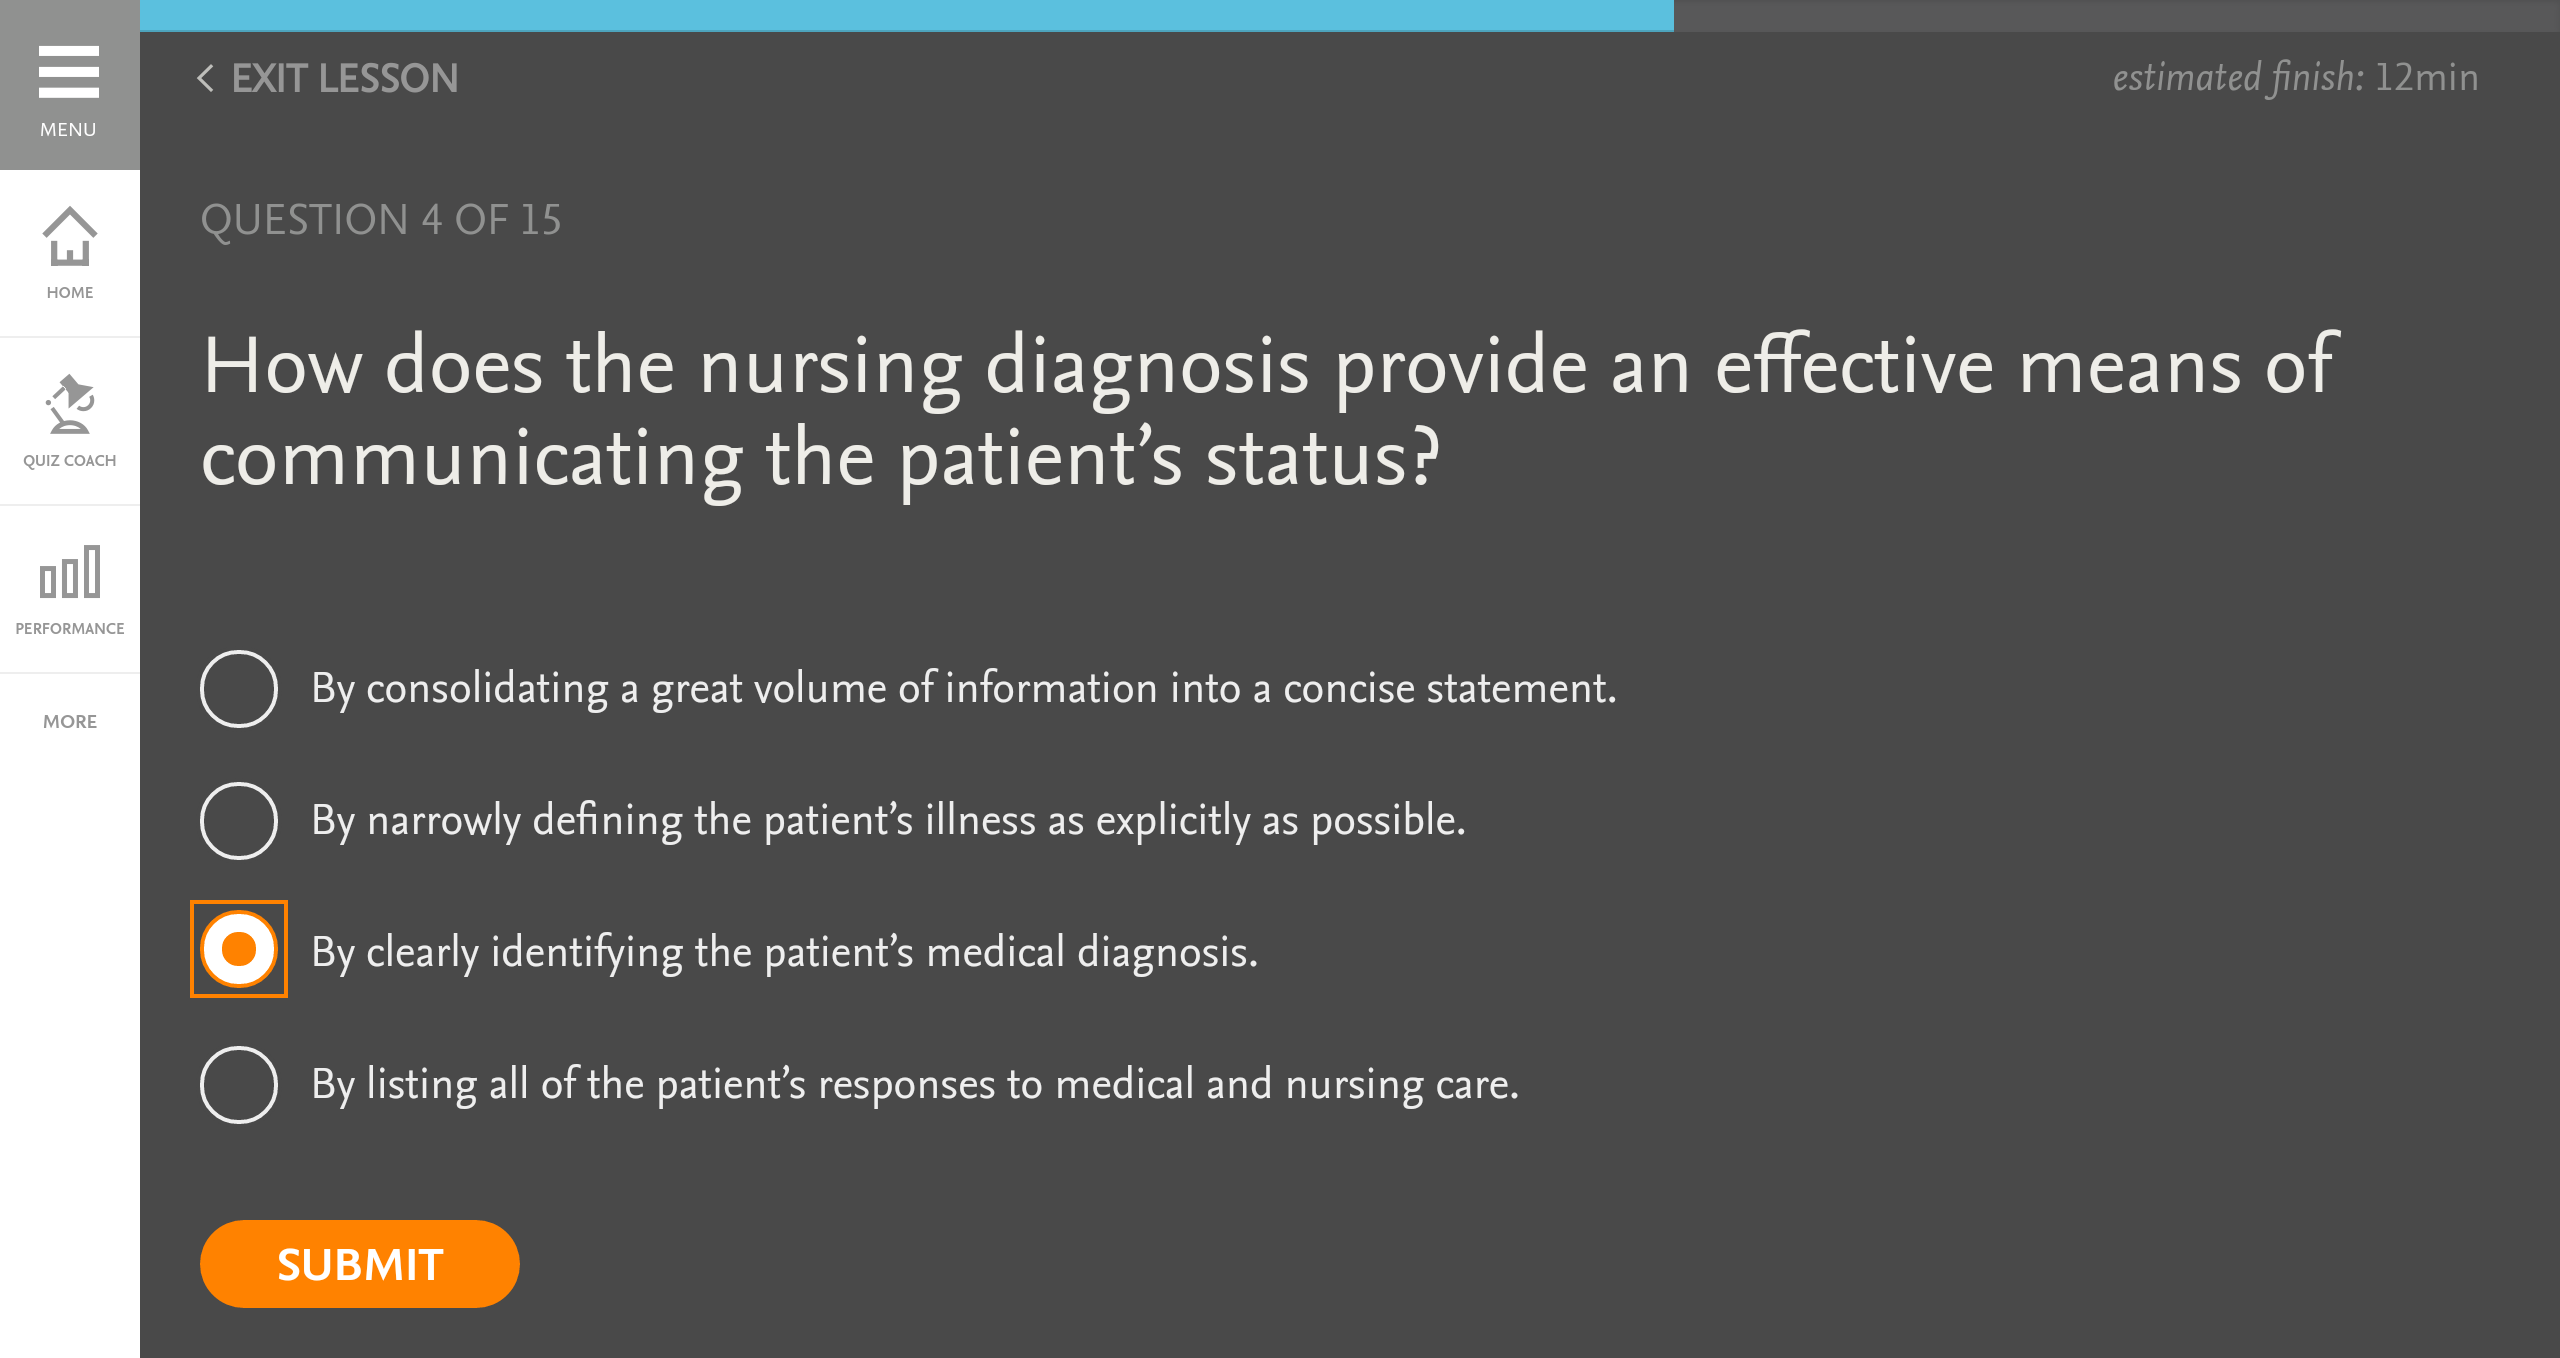 MENU
HOME
QUIZ COACH
PERFORMANCE
MORE
EXIT LESSON
estimated finish: 12min
QUESTION 4 OF 15
How does the nursing diagnosis provide an effective means of
communicating the patient’s status?
By consolidating a great volume of information into a concise statement.
By narrowly defining the patient’s illness as explicitly as possible.
By clearly identifying the patient’s medical diagnosis.
By listing all of the patient’s responses to medical and nursing care.
SUBMIT